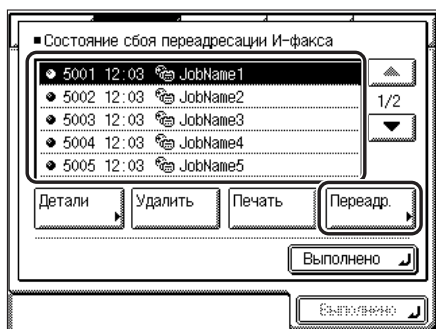 Состояние сбоя переадресации И-факса
5001 12:03 JobName1
5002 12:03 JobName2
5003 12:03 JobName3
5004 12:03 JobName4
5005 12:03 JobName5
1/2
Детали Удалить Печать Переадр.
Выполнено
Выполнено